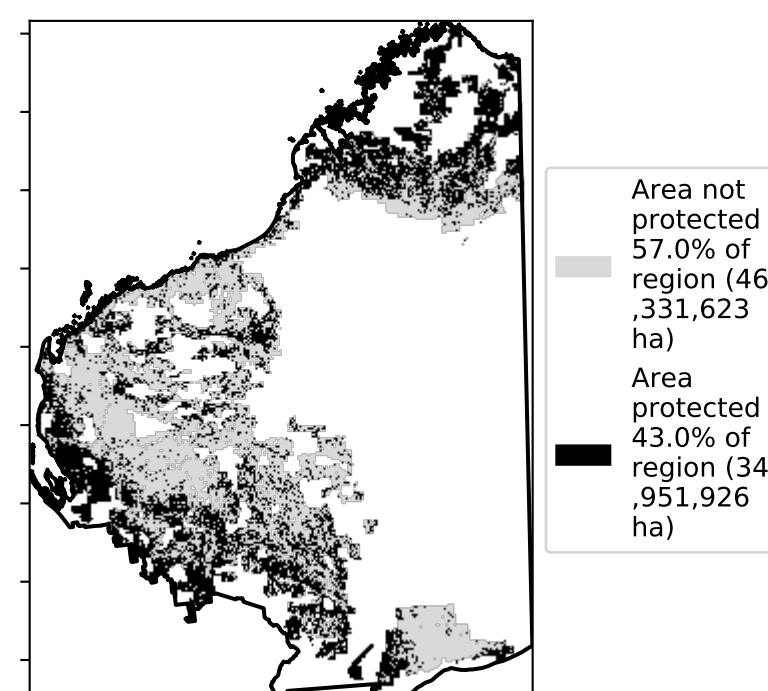 Area not
protected
57.0% of
region (46
,331,623
ha)
Area
protected
43.0% of
region (34
,951,926
ha)